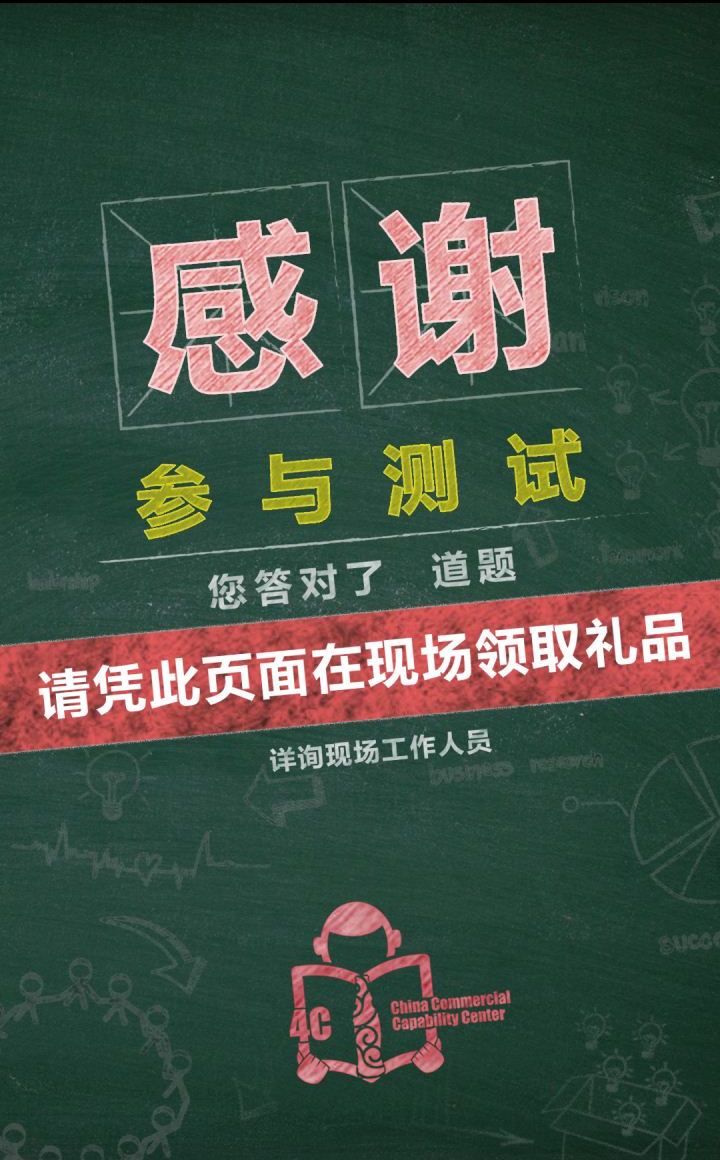 感谢
vison
参与测试
您答对了 道题
leadership
请凭此页面在现场领取礼品
详询现场工作人员
business research
4C
China Commercial
Capability Center